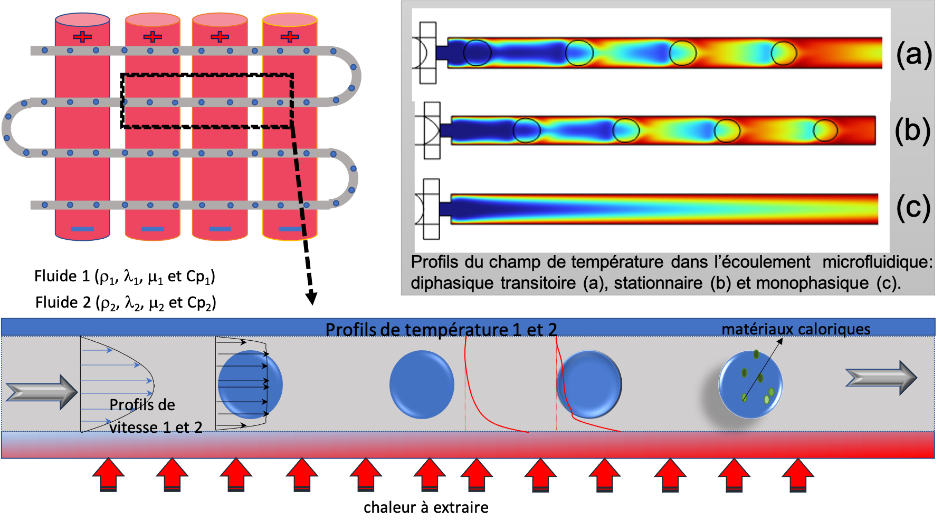 (a)
(b)
(c)
Profils du champ de température dans l'écoulement microfluidique:
diphasique transitoire (a), stationnaire (b) et monophasique (c).
Fluide 1 (ρ₁, λ₁, μ₁ et Cp₁)
Fluide 2 (ρ₂, λ₂, μ₂ et Cp₂)
Profils de température 1 et 2
matériaux caloriques
Profils de
vitesse 1 et 2
chaleur à extraire